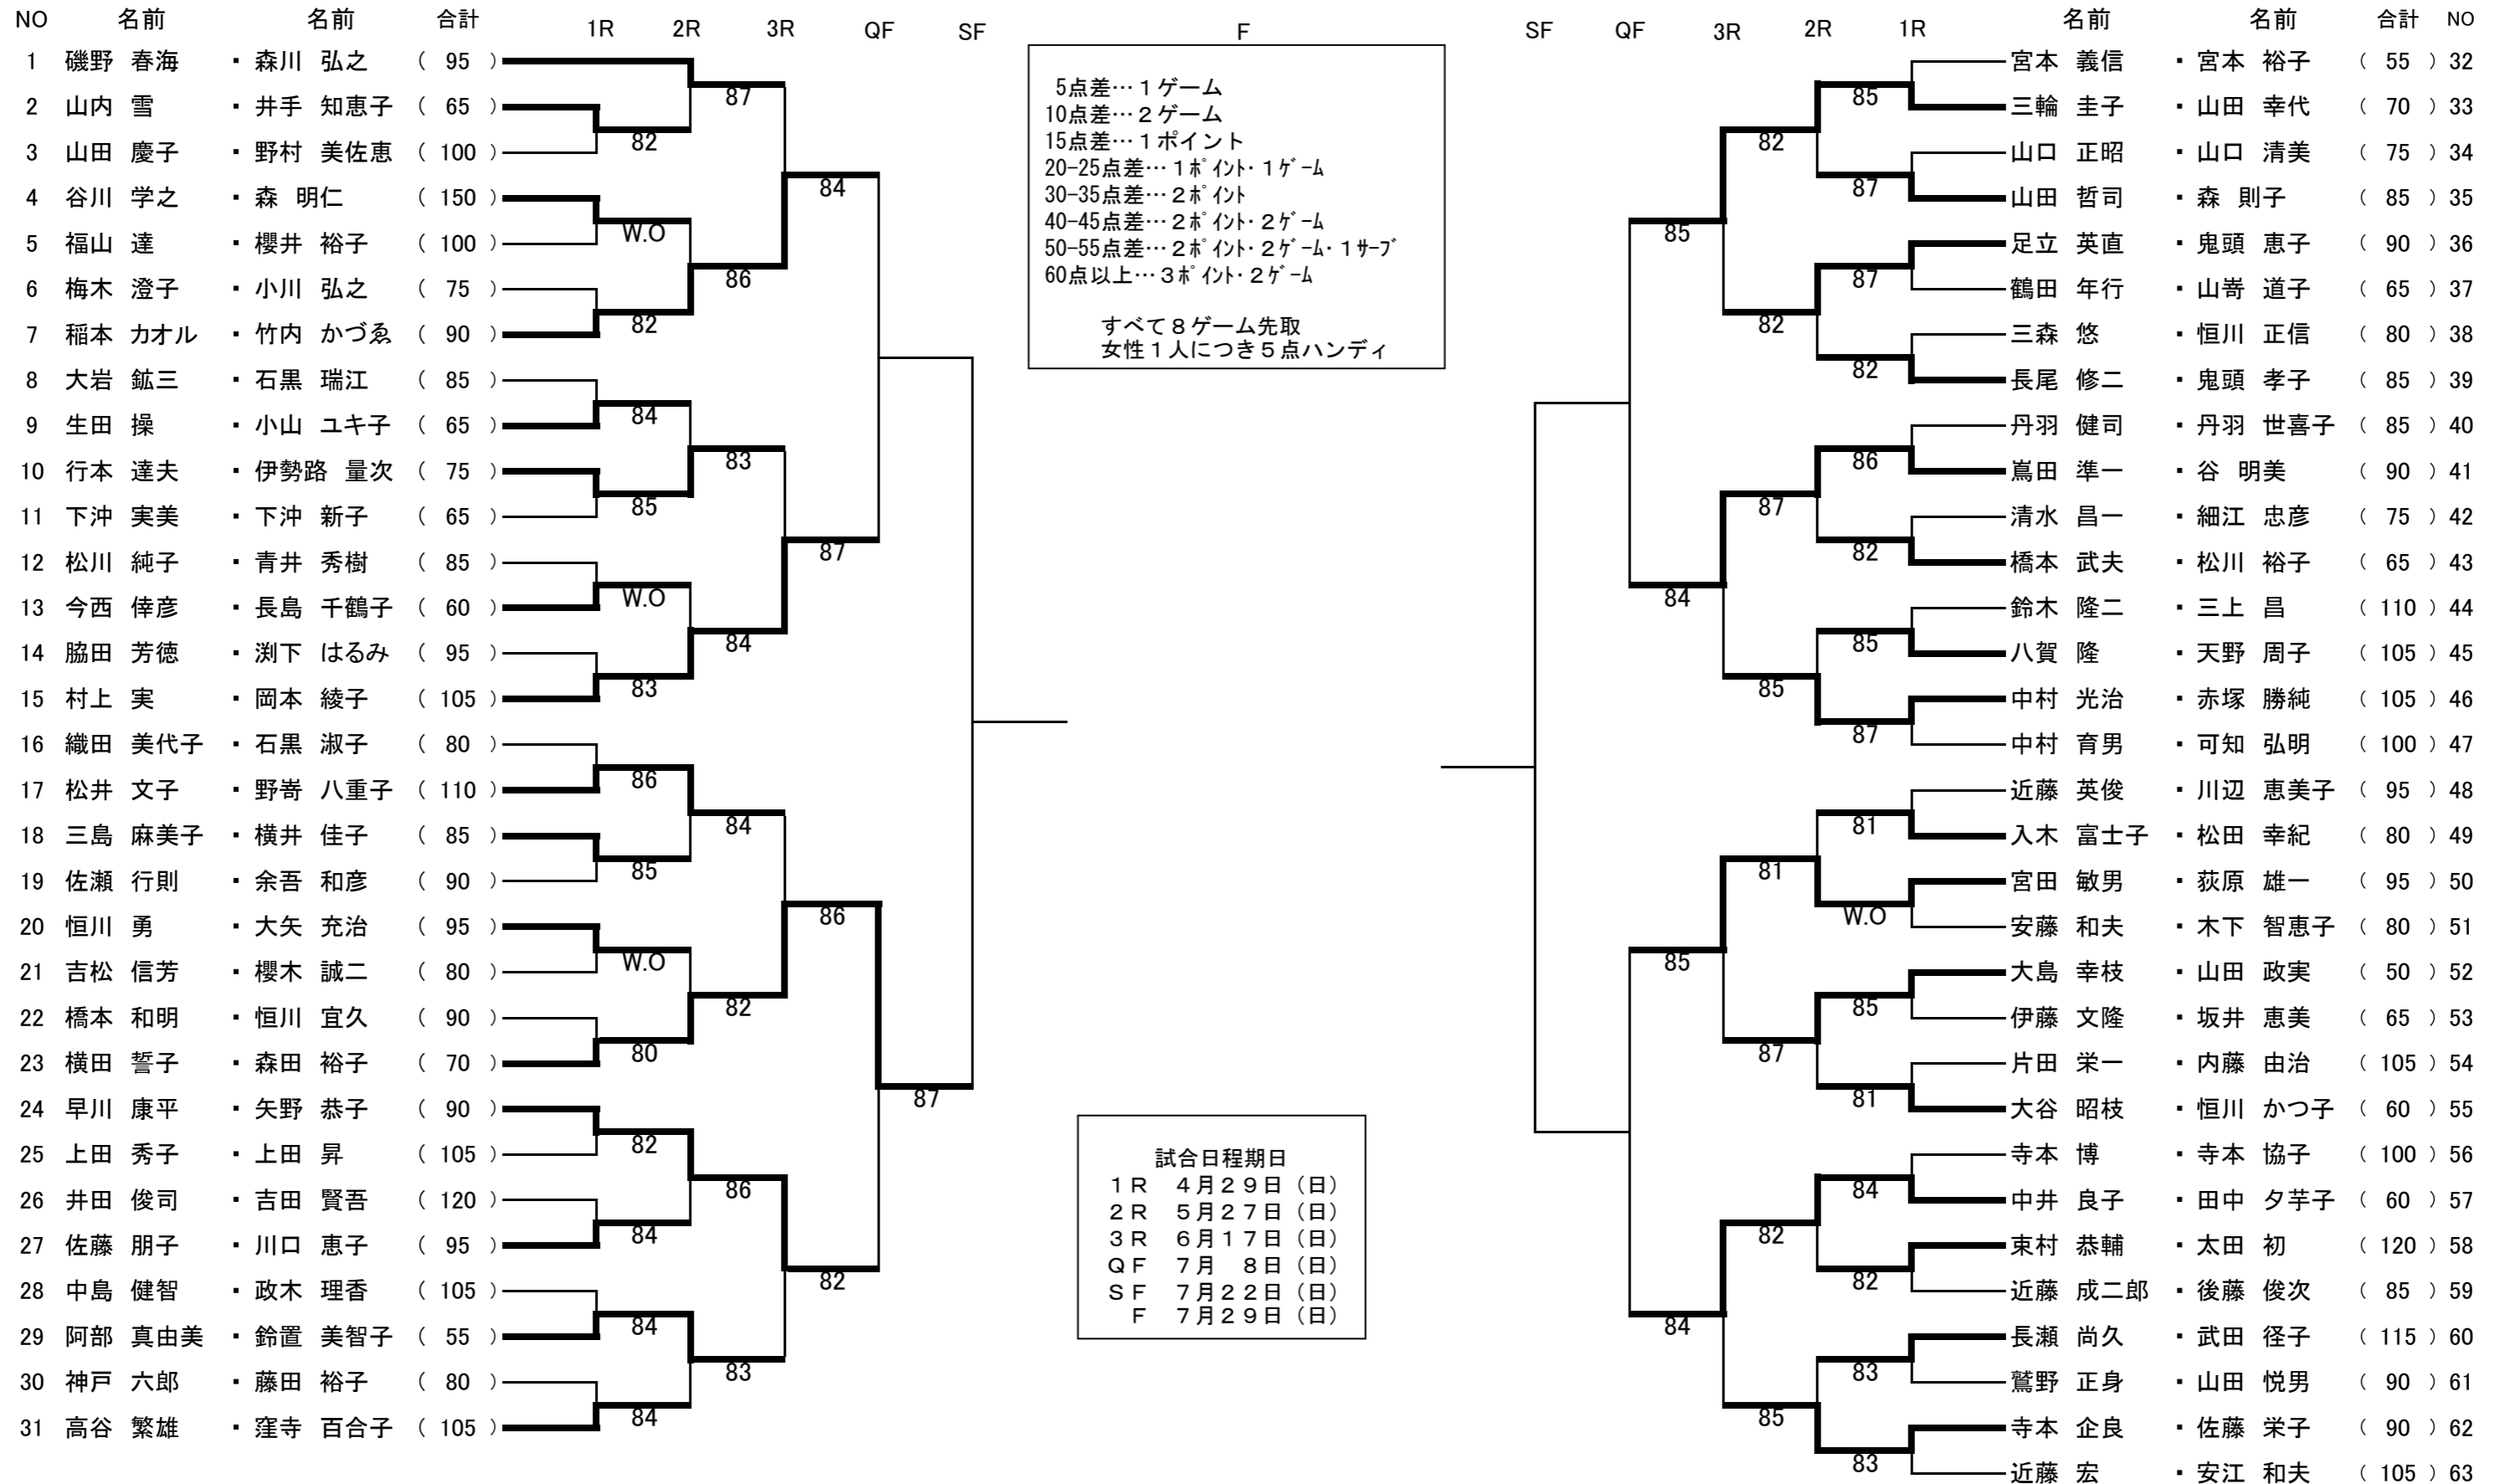 NO 名前 名前 合計 1R 2R 3R QF SF F SF QF 3R 2R 1R 名前 名前 合計 NO
1 磯野 春海 ・ 森川 弘之 ( 95 )
2 山内 雪 ・ 井手 知恵子 ( 65 )
3 山田 慶子 ・ 野村 美佐恵 ( 100 )
4 谷川 学之 ・ 森 明仁 ( 150 )
5 福山 達 ・ 櫻井 裕子 ( 100 )
6 梅木 澄子 ・ 小川 弘之 ( 75 )
7 稲本 カオル ・ 竹内 かづゑ ( 90 )
8 大岩 鉱三 ・ 石黒 瑞江 ( 85 )
9 生田 操 ・ 小山 ユキ子 ( 65 )
10 行本 達夫 ・ 伊勢路 量次 ( 75 )
11 下沖 実美 ・ 下沖 新子 ( 65 )
12 松川 純子 ・ 青井 秀樹 ( 85 )
13 今西 倖彦 ・ 長島 千鶴子 ( 60 )
14 脇田 芳徳 ・ 渕下 はるみ ( 95 )
15 村上 実 ・ 岡本 綾子 ( 105 )
16 織田 美代子 ・ 石黒 淑子 ( 80 )
17 松井 文子 ・ 野嵜 八重子 ( 110 )
18 三島 麻美子 ・ 横井 佳子 ( 85 )
19 佐瀬 行則 ・ 余吾 和彦 ( 90 )
20 恒川 勇 ・ 大矢 充治 ( 95 )
21 吉松 信芳 ・ 櫻木 誠二 ( 80 )
22 橋本 和明 ・ 恒川 宜久 ( 90 )
23 横田 誓子 ・ 森田 裕子 ( 70 )
24 早川 康平 ・ 矢野 恭子 ( 90 )
25 上田 秀子 ・ 上田 昇 ( 105 )
26 井田 俊司 ・ 吉田 賢吾 ( 120 )
27 佐藤 朋子 ・ 川口 恵子 ( 95 )
28 中島 健智 ・ 政木 理香 ( 105 )
29 阿部 真由美 ・ 鈴置 美智子 ( 55 )
30 神戸 六郎 ・ 藤田 裕子 ( 80 )
31 高谷 繁雄 ・ 窪寺 百合子 ( 105 )
82
W.O
82
84
85
W.O
83
86
85
W.O
80
82
84
84
84
87
86
83
84
84
82
86
83
84
87
86
82
87
5点差…1ゲーム
10点差…2ゲーム
15点差…1ポイント
20-25点差…1ﾎﾟｲﾝﾄ・1ｹﾞｰﾑ
30-35点差…2ﾎﾟｲﾝﾄ
40-45点差…2ﾎﾟｲﾝﾄ・2ｹﾞｰﾑ
50-55点差…2ﾎﾟｲﾝﾄ・2ｹﾞｰﾑ・1ｻｰﾌﾞ
60点以上…3ﾎﾟｲﾝﾄ・2ｹﾞｰﾑ
すべて8ゲーム先取
女性1人につき5点ハンディ
試合日程期日
1R 4月29日(日)
2R 5月27日(日)
3R 6月17日(日)
QF 7月 8日(日)
SF 7月22日(日)
F 7月29日(日)
85
84
85
84
82
82
87
85
81
87
82
85
85
87
87
82
86
82
85
87
81
W.O
85
81
84
82
83
83
宮本 義信 ・ 宮本 裕子 ( 55 ) 32
三輪 圭子 ・ 山田 幸代 ( 70 ) 33
山口 正昭 ・ 山口 清美 ( 75 ) 34
山田 哲司 ・ 森 則子 ( 85 ) 35
足立 英直 ・ 鬼頭 恵子 ( 90 ) 36
鶴田 年行 ・ 山嵜 道子 ( 65 ) 37
三森 悠 ・ 恒川 正信 ( 80 ) 38
長尾 修二 ・ 鬼頭 孝子 ( 85 ) 39
丹羽 健司 ・ 丹羽 世喜子 ( 85 ) 40
嶌田 準一 ・ 谷 明美 ( 90 ) 41
清水 昌一 ・ 細江 忠彦 ( 75 ) 42
橋本 武夫 ・ 松川 裕子 ( 65 ) 43
鈴木 隆二 ・ 三上 昌 ( 110 ) 44
八賀 隆 ・ 天野 周子 ( 105 ) 45
中村 光治 ・ 赤塚 勝純 ( 105 ) 46
中村 育男 ・ 可知 弘明 ( 100 ) 47
近藤 英俊 ・ 川辺 恵美子 ( 95 ) 48
入木 富士子 ・ 松田 幸紀 ( 80 ) 49
宮田 敏男 ・ 荻原 雄一 ( 95 ) 50
安藤 和夫 ・ 木下 智恵子 ( 80 ) 51
大島 幸枝 ・ 山田 政実 ( 50 ) 52
伊藤 文隆 ・ 坂井 恵美 ( 65 ) 53
片田 栄一 ・ 内藤 由治 ( 105 ) 54
大谷 昭枝 ・ 恒川 かつ子 ( 60 ) 55
寺本 博 ・ 寺本 協子 ( 100 ) 56
中井 良子 ・ 田中 夕芋子 ( 60 ) 57
束村 恭輔 ・ 太田 初 ( 120 ) 58
近藤 成二郎 ・ 後藤 俊次 ( 85 ) 59
長瀬 尚久 ・ 武田 径子 ( 115 ) 60
鷲野 正身 ・ 山田 悦男 ( 90 ) 61
寺本 企良 ・ 佐藤 栄子 ( 90 ) 62
近藤 宏 ・ 安江 和夫 ( 105 ) 63